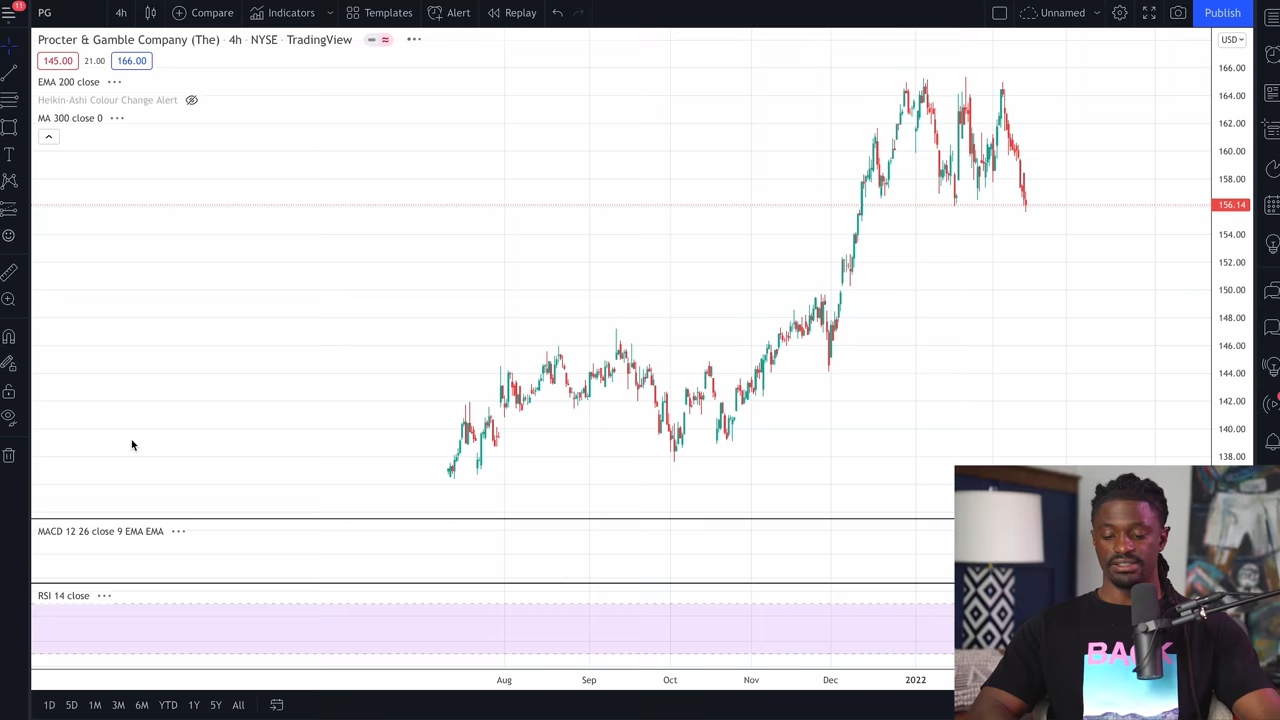 11
PG
4h
Compare
Indicators
Templates
Alert
Replay
Unnamed
Publish
Procter & Gamble Company (The) · 4h · NYSE · TradingView
USD
145.00 21.00 166.00
EMA 200 close
Heikin-Ashi Colour Change Alert
MA 300 close 0
166.00
164.00
162.00
160.00
158.00
156.14
154.00
152.00
150.00
148.00
146.00
144.00
142.00
140.00
138.00
MACD 12 26 close 9 EMA EMA
RSI 14 close
BACK
Aug Sep Oct Nov Dec 2022
1D 5D 1M 3M 6M YTD 1Y 5Y All